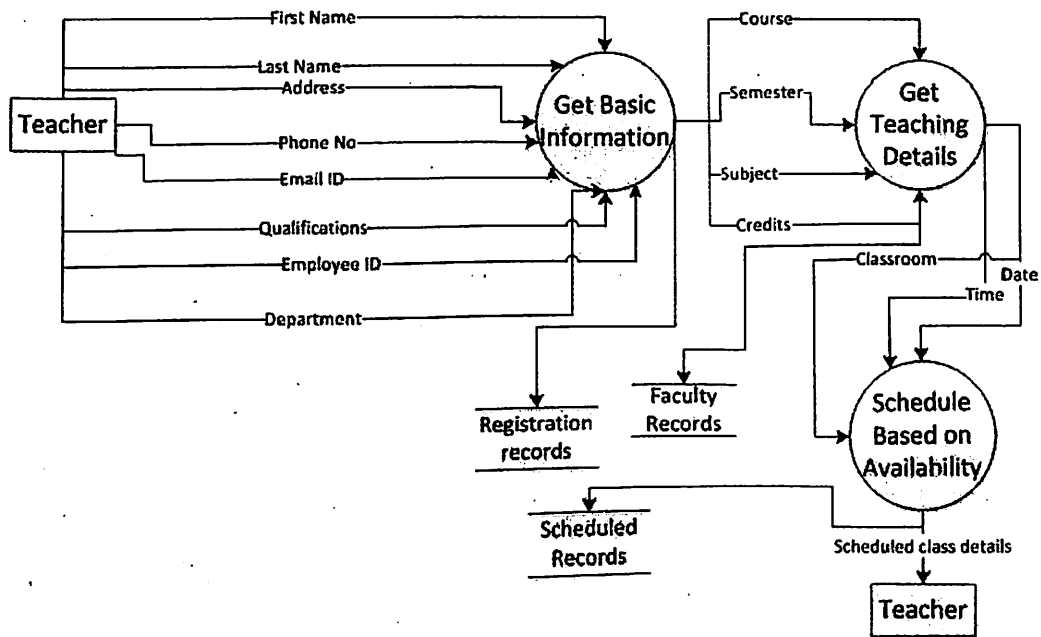 First Name
Last Name
Address
Teacher
Phone No
Email ID
Qualifications
Employee ID
Department
Get Basic
Information
Course
Semester
Subject
Credits
Get
Teaching
Details
Classroom
Date
Time
Registration
records
Faculty
Records
Schedule
Based on
Availability
Scheduled
Records
Scheduled class details
Teacher